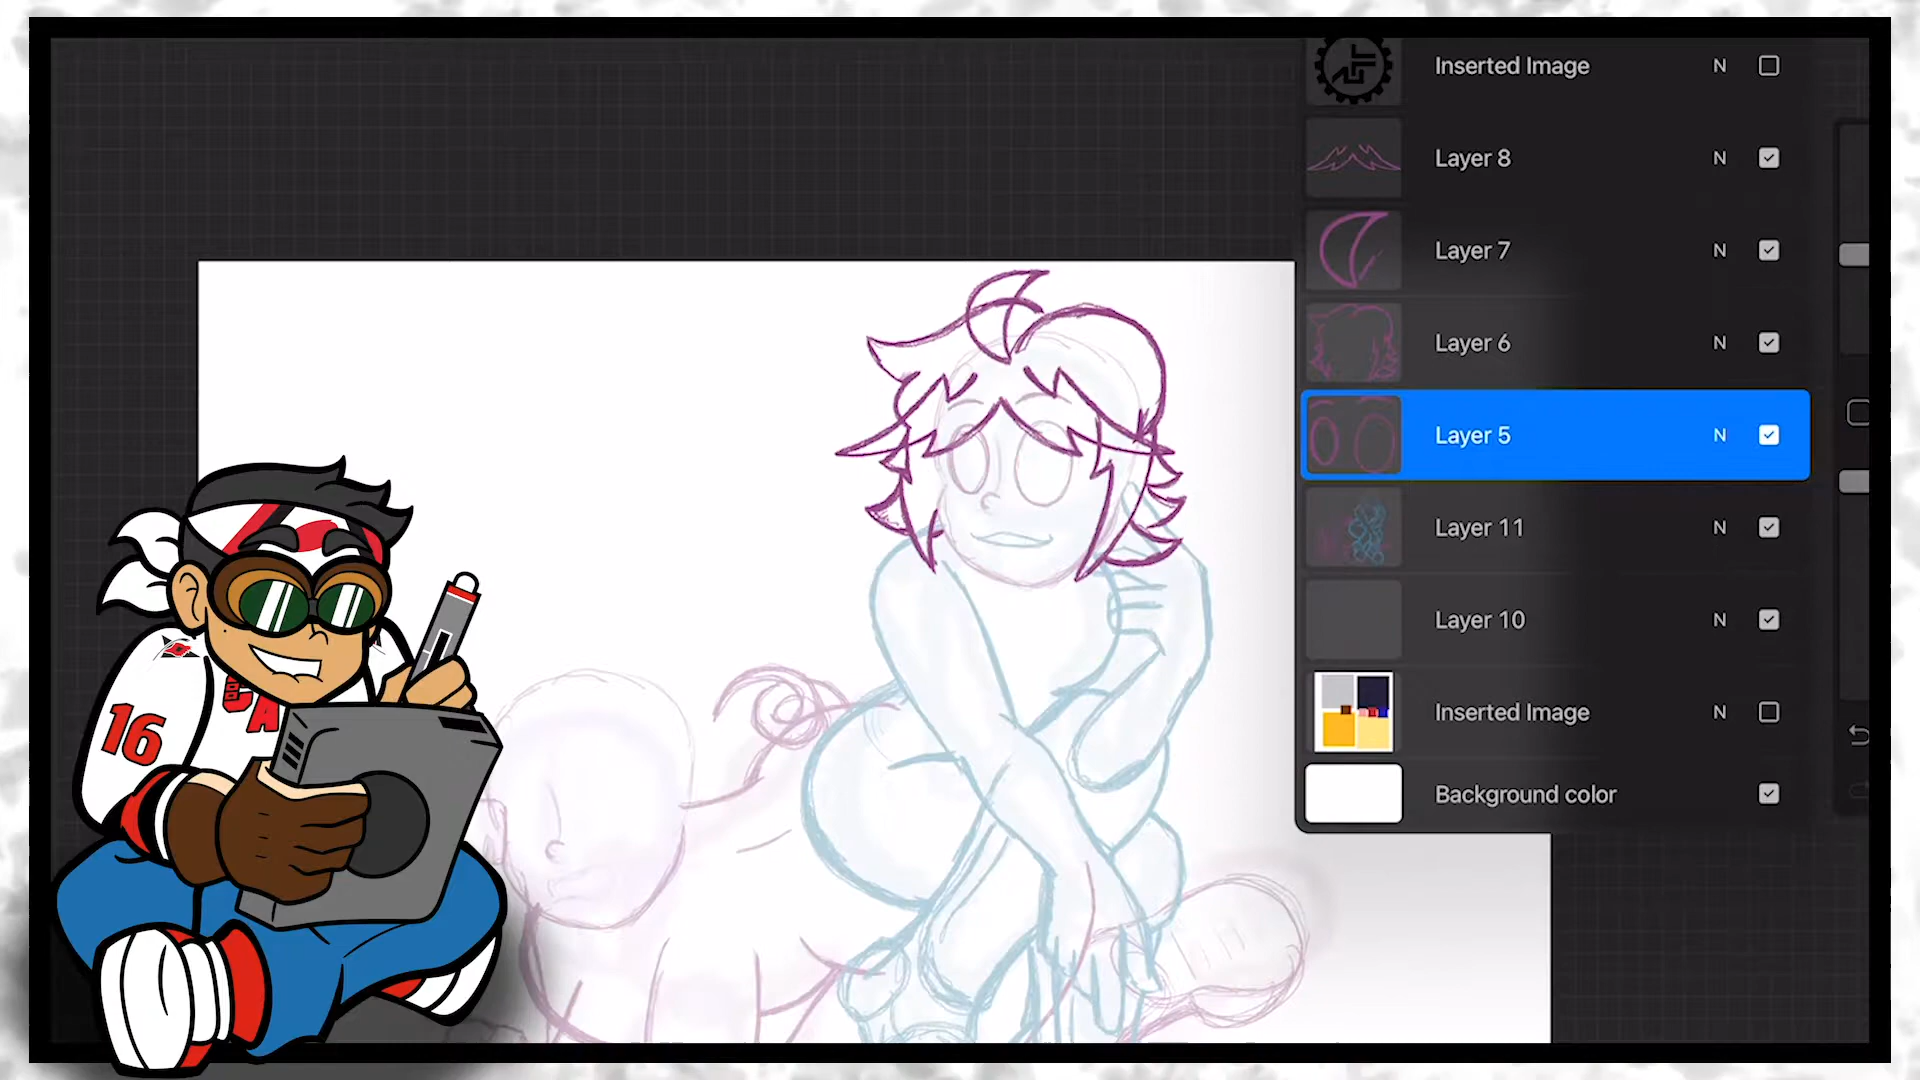 Inserted Image N
Layer 8 N
Layer 7 N
Layer 6 N
Layer 5 N
Layer 11 N
Layer 10 N
Inserted Image N
Background color
16
CA